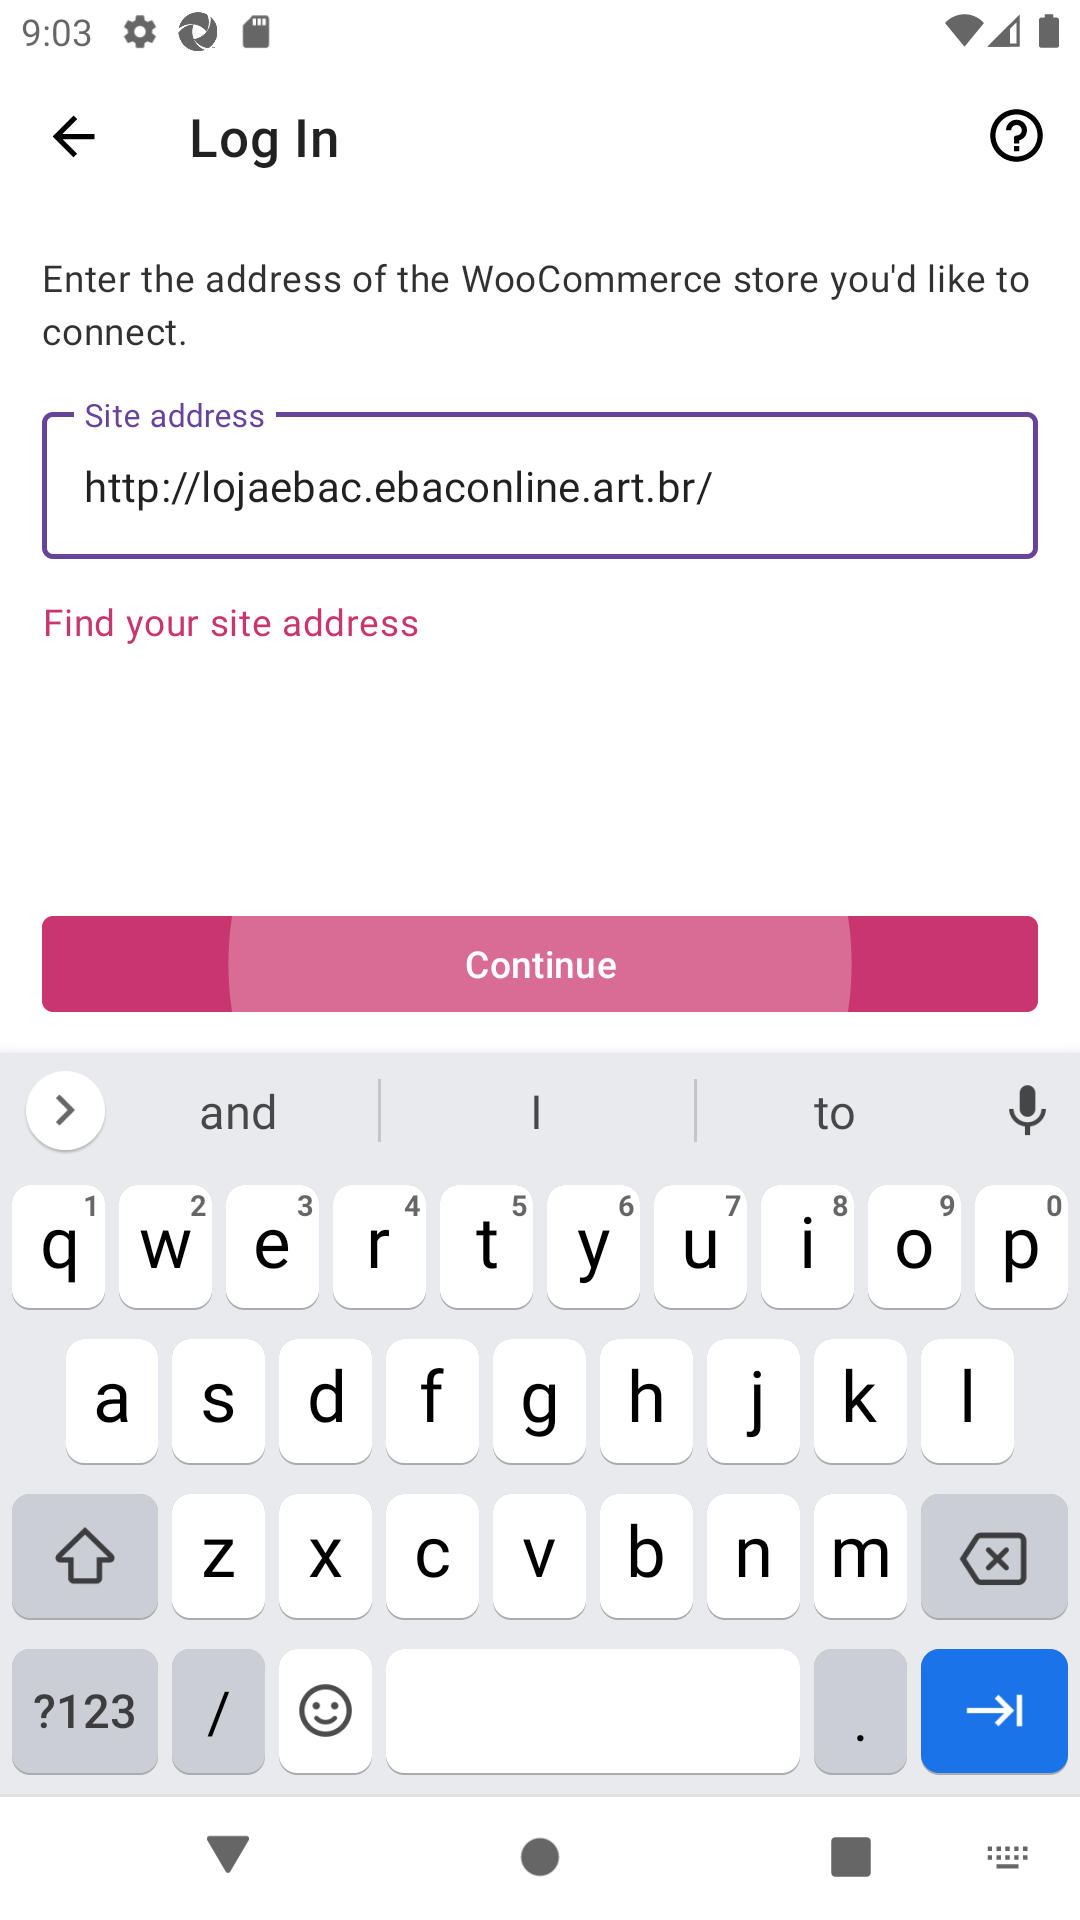 9:03
Log In
Enter the address of the WooCommerce store you'd like to
connect.
Site address
http://lojaebac.ebaconline.art.br/
Find your site address
Continue
and I to
1 2 3 4 5 6 7 8 9 0
q w e r t y u i o p
a s d f g h j k l
z x c v b n m
?123 / .